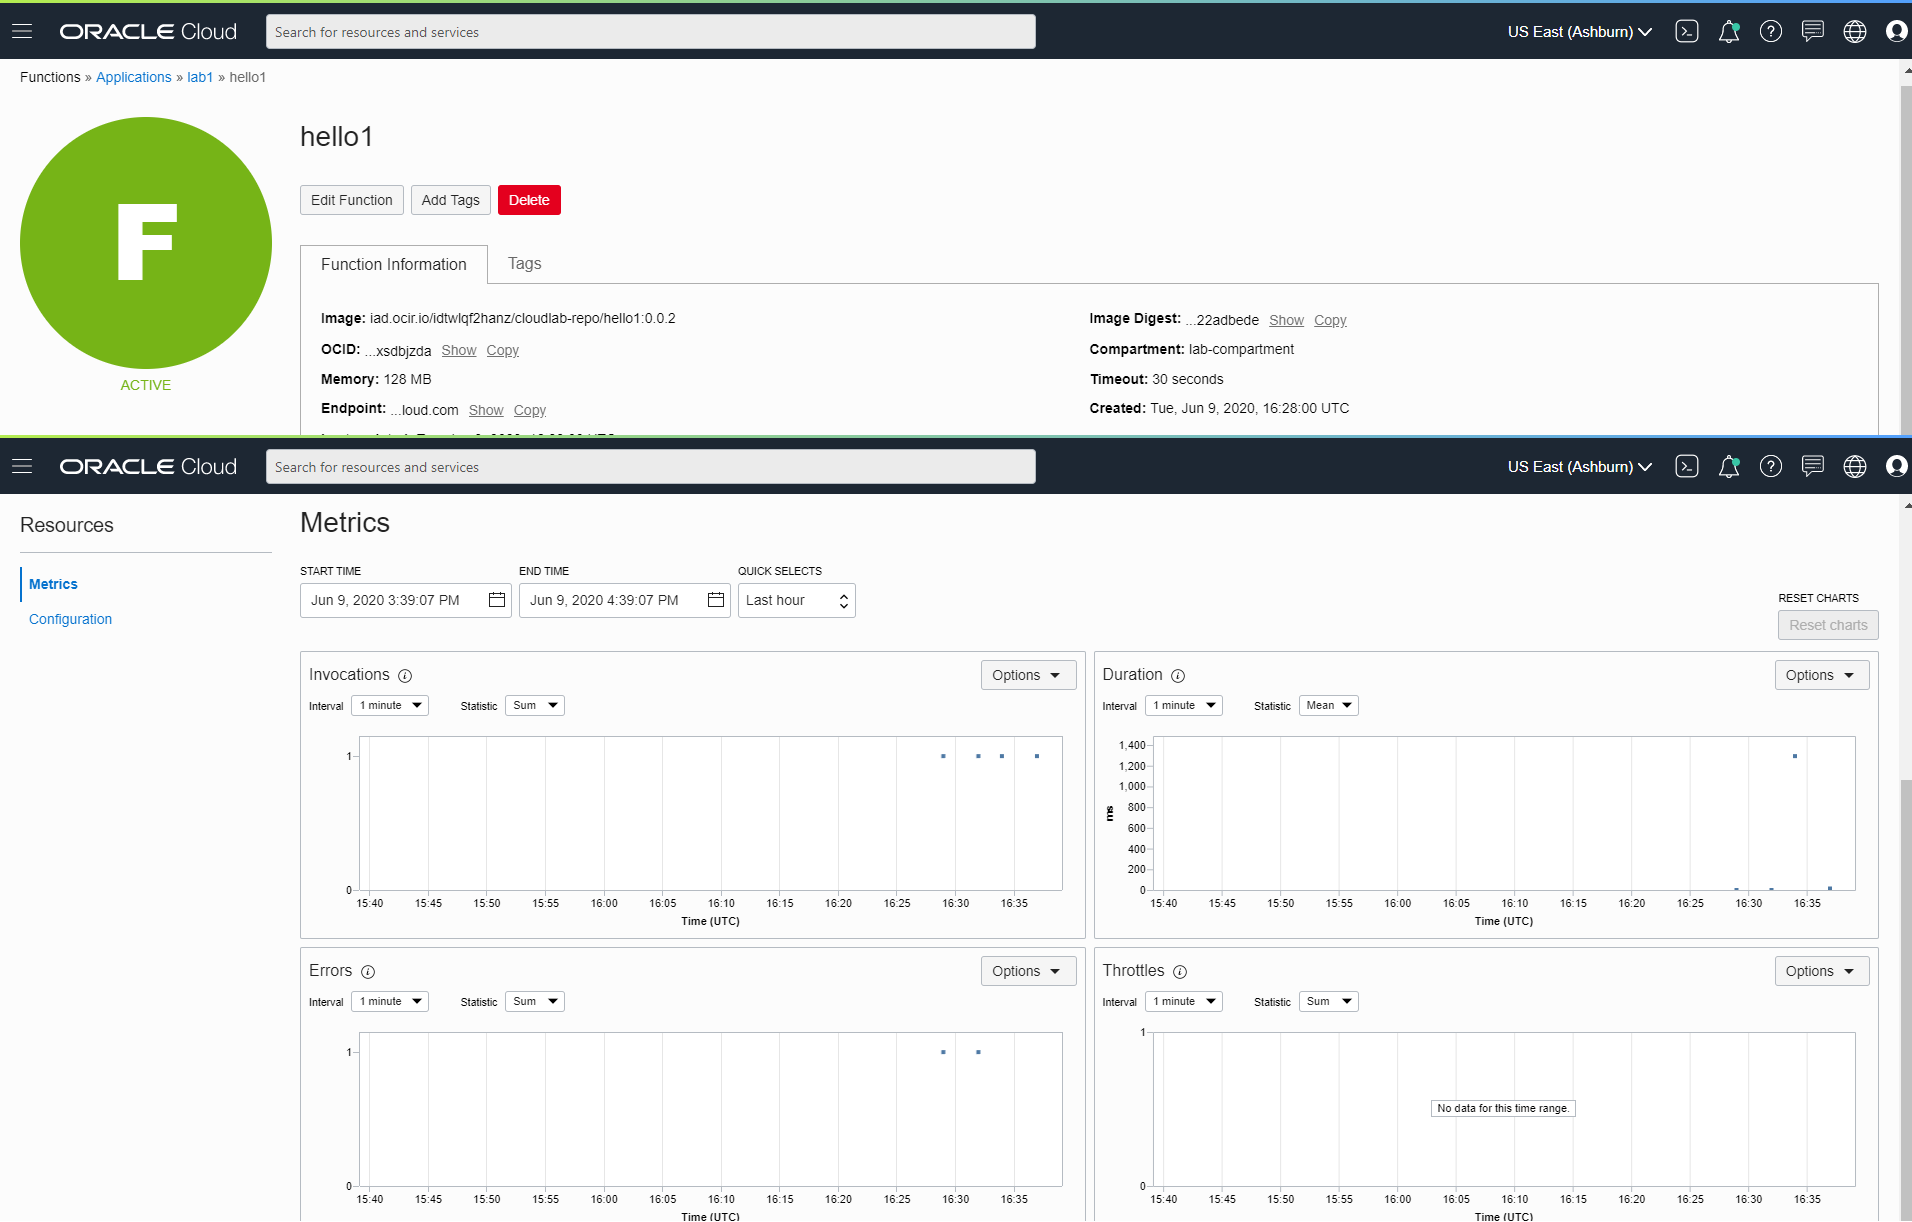 ORACLE Cloud
Search for resources and services
US East (Ashburn)
Functions » Applications » lab1 » hello1
F
ACTIVE
hello1
Edit Function
Add Tags
Delete
Function Information
Tags
Image: iad.ocir.io/idtwlqf2hanz/cloudlab-repo/hello1:0.0.2
OCID: ...xsdbjzda Show Copy
Memory: 128 MB
Endpoint: ...loud.com Show Copy
Image Digest: ...22adbede Show Copy
Compartment: lab-compartment
Timeout: 30 seconds
Created: Tue, Jun 9, 2020, 16:28:00 UTC
ORACLE Cloud
Search for resources and services
US East (Ashburn)
Resources
Metrics
Configuration
Metrics
START TIME
Jun 9, 2020 3:39:07 PM
END TIME
Jun 9, 2020 4:39:07 PM
QUICK SELECTS
Last hour
RESET CHARTS
Reset charts
Invocations
Options
Interval 1 minute Statistic Sum
1
0
15:40 15:45 15:50 15:55 16:00 16:05 16:10 16:15 16:20 16:25 16:30 16:35
Time (UTC)
Duration
Options
Interval 1 minute Statistic Mean
1,400
1,200
1,000
800
600
400
200
0
ms
15:40 15:45 15:50 15:55 16:00 16:05 16:10 16:15 16:20 16:25 16:30 16:35
Time (UTC)
Errors
Options
Interval 1 minute Statistic Sum
1
0
15:40 15:45 15:50 15:55 16:00 16:05 16:10 16:15 16:20 16:25 16:30 16:35
Time (UTC)
Throttles
Options
Interval 1 minute Statistic Sum
1
No data for this time range.
0
15:40 15:45 15:50 15:55 16:00 16:05 16:10 16:15 16:20 16:25 16:30 16:35
Time (UTC)